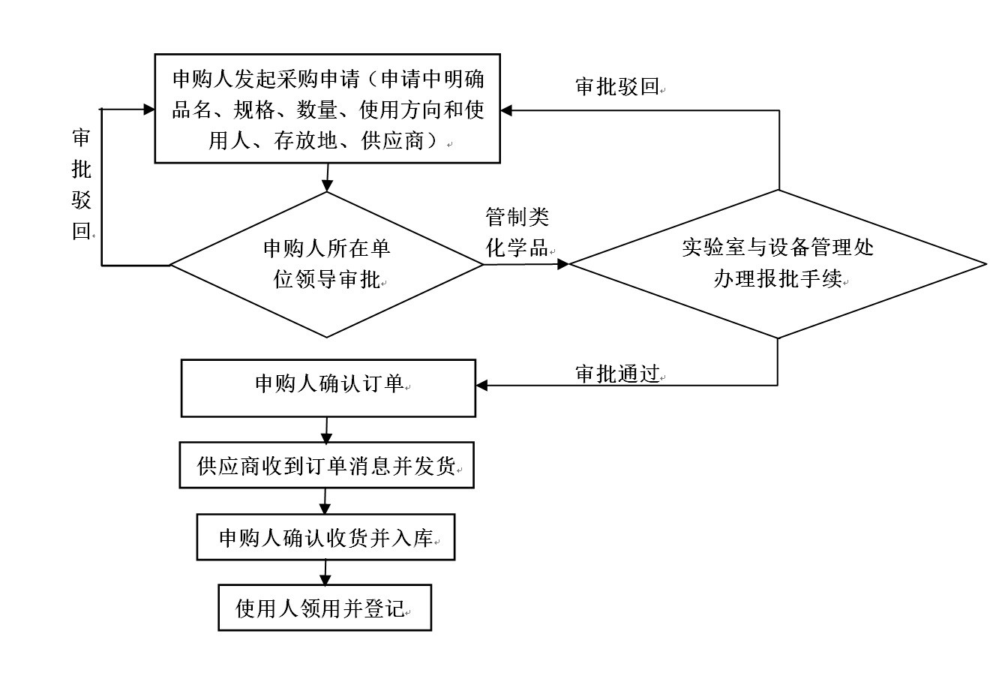 申购人发起采购申请（申请中明确
品名、规格、数量、使用方向和使
用人、存放地、供应商）
审批驳回
审
批
驳
回
管制类
化学品
申购人所在单
位领导审批
实验室与设备管理处
办理报批手续
审批通过
申购人确认订单
供应商收到订单消息并发货
申购人确认收货并入库
使用人领用并登记